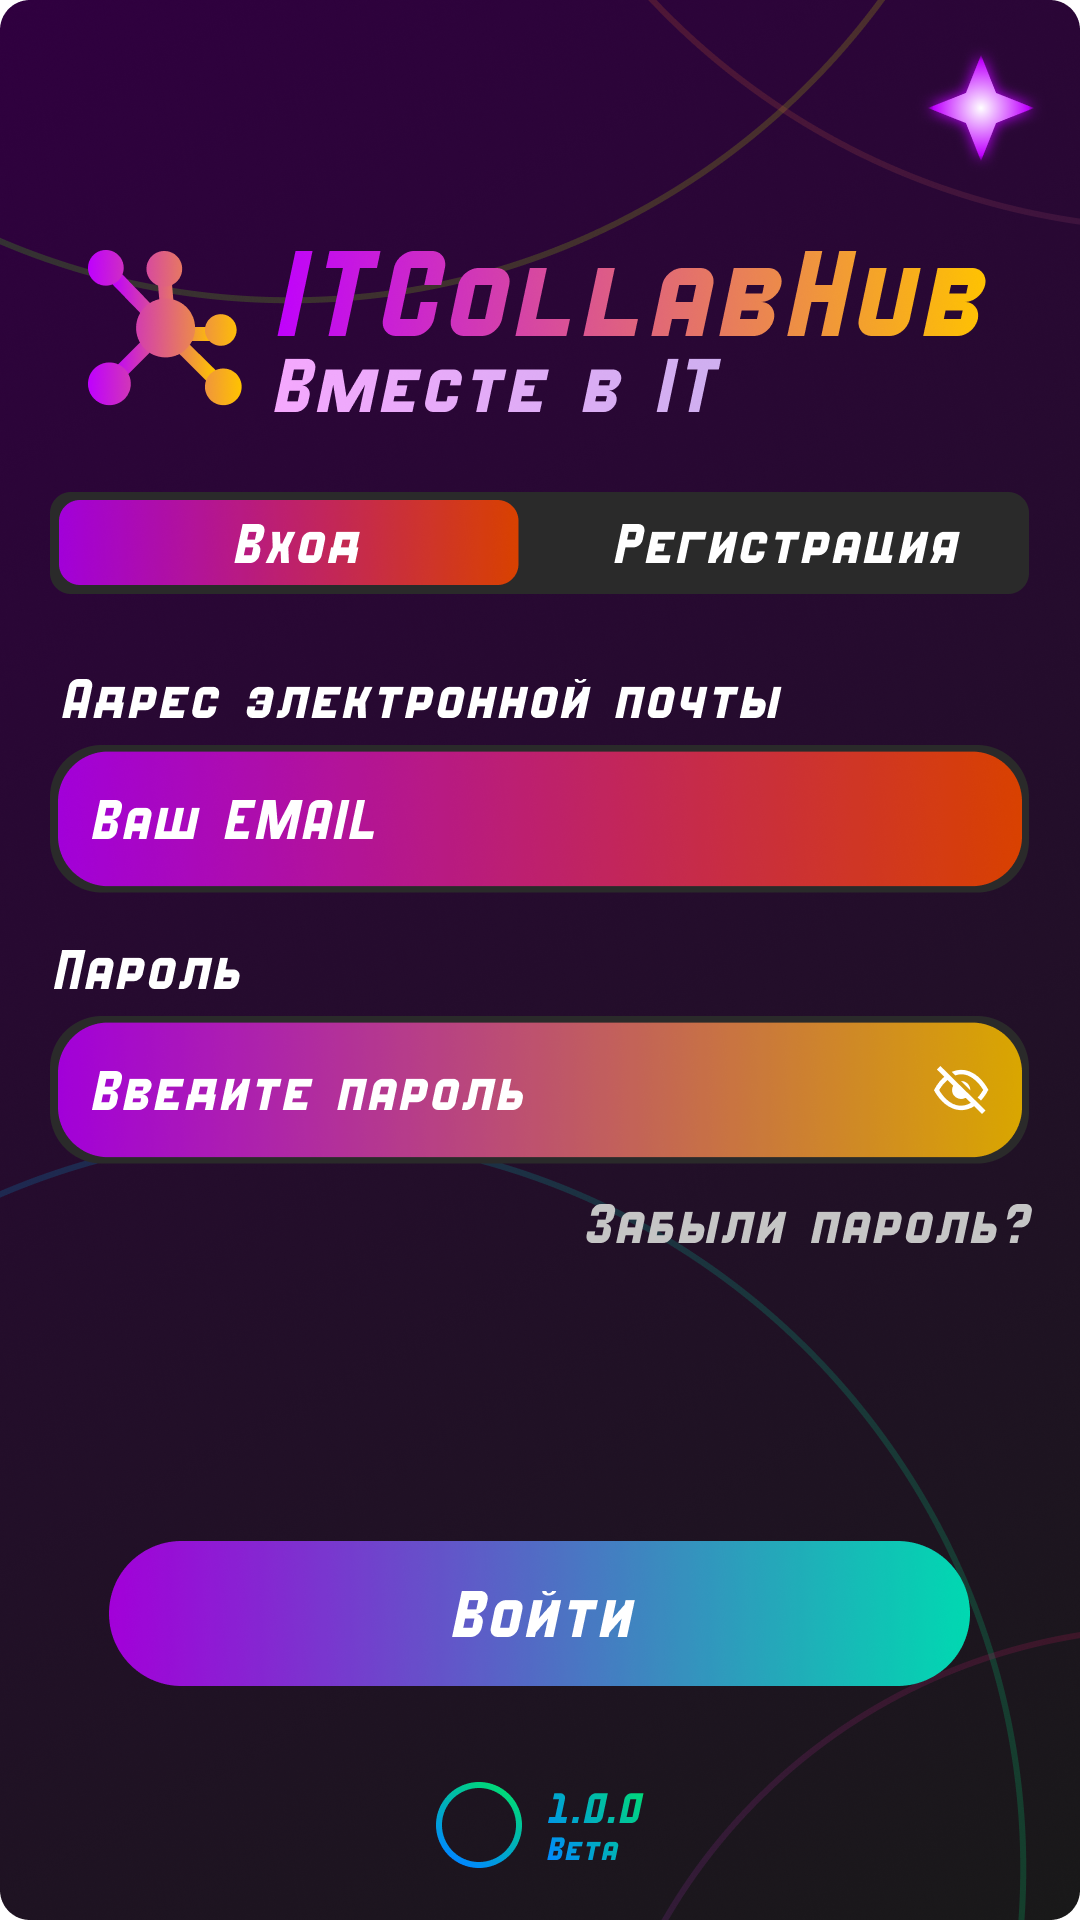 ITCollabHub
Вместе в IT
Вход
Регистрация
Адрес электронной почты
Ваш EMAIL
Пароль
Введите пароль
Забыли пароль?
Войти
1.0.0
Beta